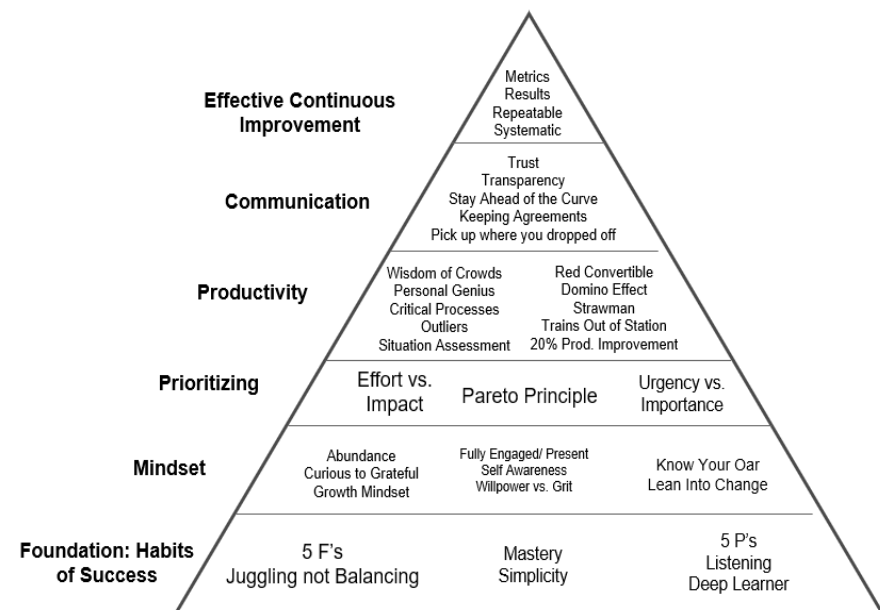 Effective Continuous
Improvement
Metrics
Results
Repeatable
Systematic
Communication
Trust
Transparency
Stay Ahead of the Curve
Keeping Agreements
Pick up where you dropped off
Productivity
Wisdom of Crowds
Personal Genius
Critical Processes
Outliers
Situation Assessment
Red Convertible
Domino Effect
Strawman
Trains Out of Station
20% Prod. Improvement
Prioritizing
Effort vs.
Impact
Pareto Principle
Urgency vs.
Importance
Mindset
Abundance
Curious to Grateful
Growth Mindset
Fully Engaged/ Present
Self Awareness
Willpower vs. Grit
Know Your Oar
Lean Into Change
Foundation: Habits
of Success
5 F's
Juggling not Balancing
Mastery
Simplicity
5 P's
Listening
Deep Learner